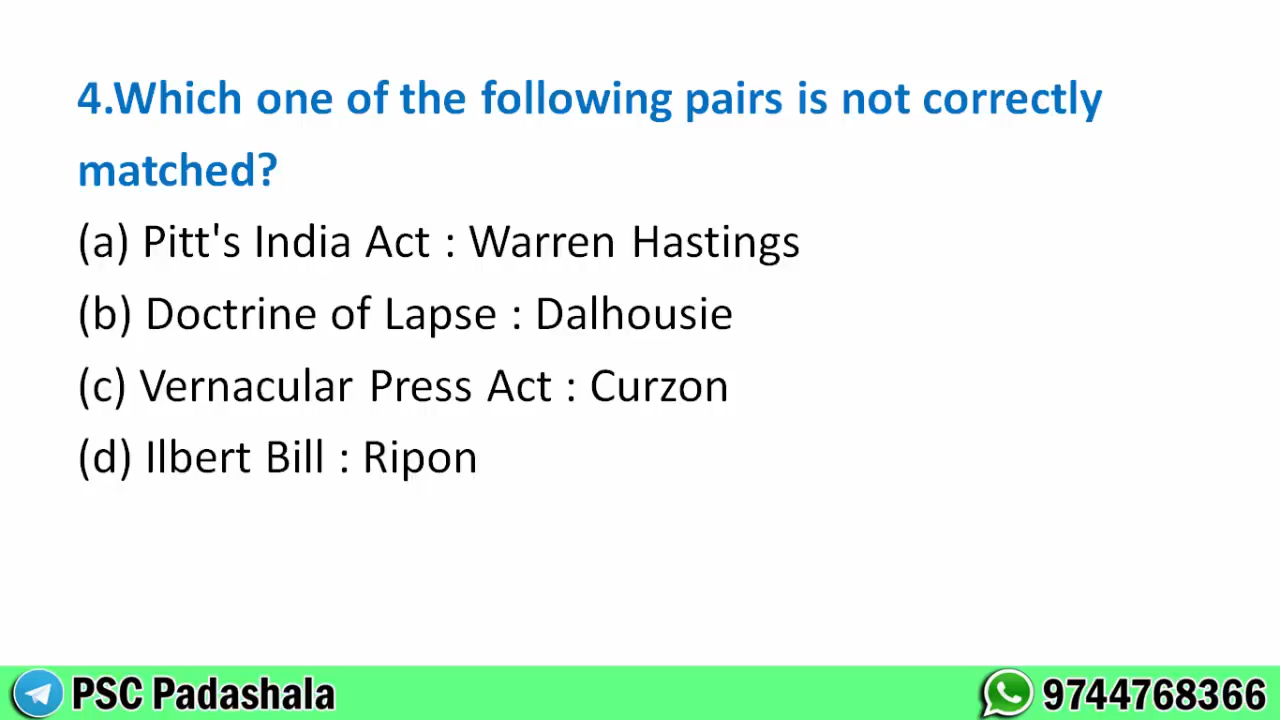 4.Which one of the following pairs is not correctly
matched?
(a) Pitt's India Act : Warren Hastings
(b) Doctrine of Lapse : Dalhousie
(c) Vernacular Press Act : Curzon
(d) Ilbert Bill : Ripon
PSC Padashala
9744768366